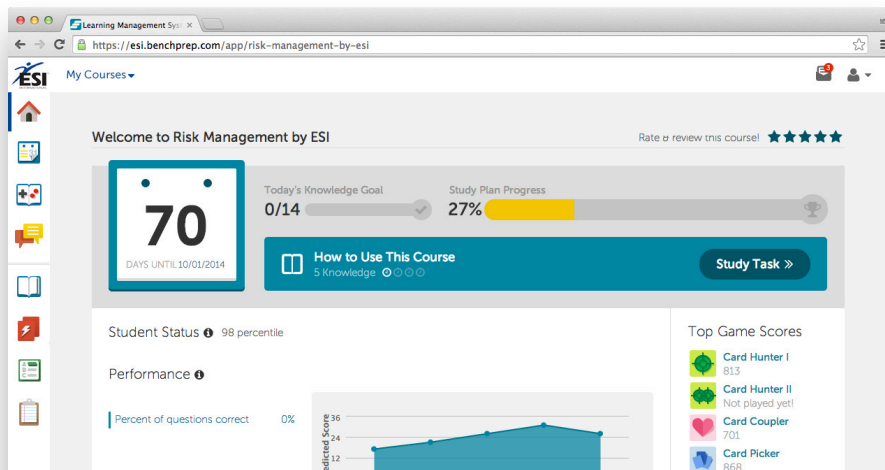 Learning Management Sys
https://esi.benchprep.com/app/risk-management-by-esi
ESI
My Courses
3
Welcome to Risk Management by ESI
Rate & review this course!
70
DAYS UNTIL 10/01/2014
Today's Knowledge Goal
0/14
Study Plan Progress
27%
How to Use This Course
5 Knowledge
Study Task »
Student Status
98 percentile
Performance
Percent of questions correct
0%
36
24
12
edicted Score
Top Game Scores
Card Hunter I
813
Card Hunter II
Not played yet!
Card Coupler
701
Card Picker
868